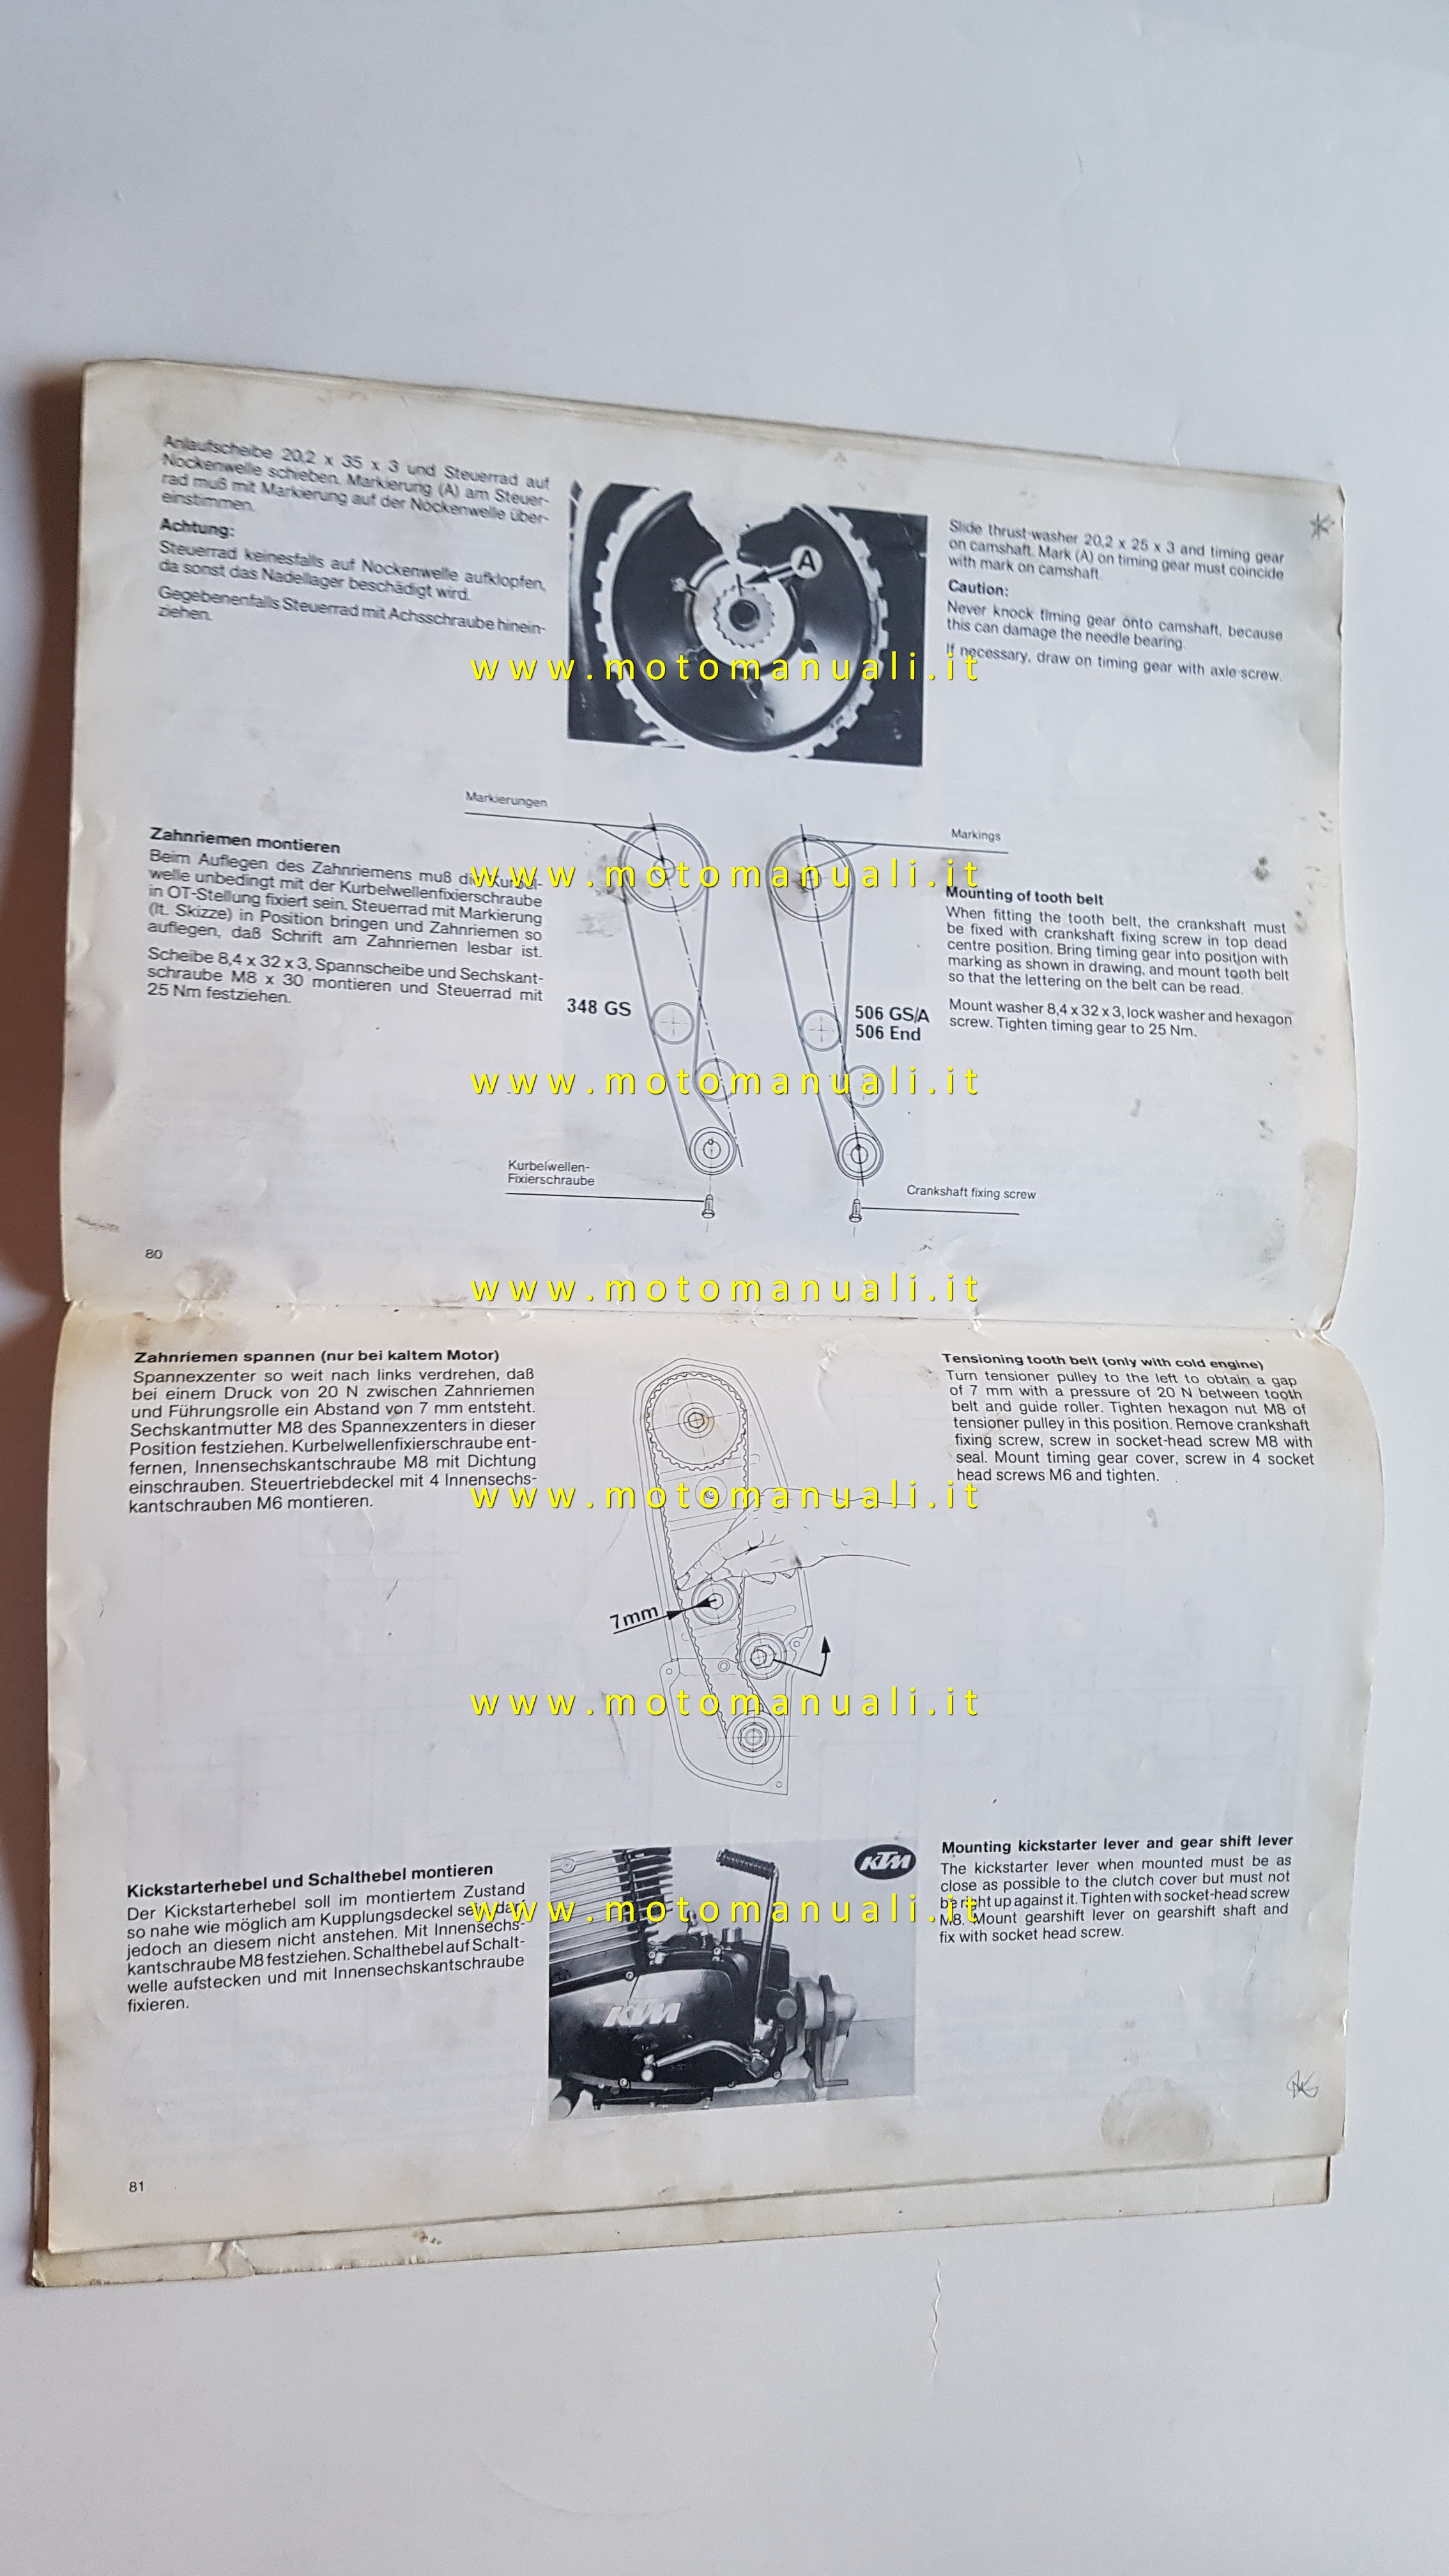 Anlaufscheibe 20,2 x 35 x 3 und Steuerrad auf
Nockenwelle schieben. Markierung (A) am Steuer-
rad muß mit Markierung auf der Nockenwelle über-
einstimmen.
Achtung:
Steuerrad keinesfalls auf Nockenwelle aufklopfen,
da sonst das Nadellager beschädigt wird.
Gegebenenfalls Steuerrad mit Achsschraube hinein-
ziehen.
A
Slide thrust-washer 20,2 x 25 x 3 and timing gear
on camshaft. Mark (A) on timing gear must coincide
with mark on camshaft.
Caution:
Never knock timing gear onto camshaft, because
this can damage the needle bearing.
If necessary, draw on timing gear with axle-screw.
www.motomanuali.it
Markierungen
Markings
Zahnriemen montieren
Beim Auflegen des Zahnriemens muß die Kurbel-
welle unbedingt mit der Kurbelwellenfixierschraube
in OT-Stellung fixiert sein. Steuerrad mit Markierung
(lt. Skizze) in Position bringen und Zahnriemen so
auflegen, daß Schrift am Zahnriemen lesbar ist.
Scheibe 8,4 x 32 x 3, Spannscheibe und Sechskant-
schraube M8 x 30 montieren und Steuerrad mit
25 Nm festziehen.
www.motomanuali.it
348 GS
506 GS/A
506 End
Mounting of tooth belt
When fitting the tooth belt, the crankshaft must
be fixed with crankshaft fixing screw in top dead
centre position. Bring timing gear into position with
marking as shown in drawing, and mount tooth belt
so that the lettering on the belt can be read.
Mount washer 8,4 x 32 x 3, lock washer and hexagon
screw. Tighten timing gear to 25 Nm.
www.motomanuali.it
Kurbelwellen-
Fixierschraube
Crankshaft fixing screw
80
www.motomanuali.it
Zahnriemen spannen (nur bei kaltem Motor)
Spannexzenter so weit nach links verdrehen, daß
bei einem Druck von 20 N zwischen Zahnriemen
und Führungsrolle ein Abstand von 7 mm entsteht.
Sechskantmutter M8 des Spannexzenters in dieser
Position festziehen. Kurbelwellenfixierschraube ent-
fernen, Innensechskantschraube M8 mit Dichtung
einschrauben. Steuertriebdeckel mit 4 Innensechs-
kantschrauben M6 montieren.
Tensioning tooth belt (only with cold engine)
Turn tensioner pulley to the left to obtain a gap
of 7 mm with a pressure of 20 N between tooth
belt and guide roller. Tighten hexagon nut M8 of
tensioner pulley in this position. Remove crankshaft
fixing screw, screw in socket-head screw M8 with
seal. Mount timing gear cover, screw in 4 socket
head screws M6 and tighten.
www.motomanuali.it
7mm
www.motomanuali.it
Kickstarterhebel und Schalthebel montieren
Der Kickstarterhebel soll im montiertem Zustand
so nahe wie möglich am Kupplungsdeckel sein, darf
jedoch an diesem nicht anstehen. Mit Innensechs-
kantschraube M8 festziehen. Schalthebel auf Schalt-
welle aufstecken und mit Innensechskantschraube
fixieren.
KTM
KTM
Mounting kickstarter lever and gear shift lever
The kickstarter lever when mounted must be as
close as possible to the clutch cover but must not
be right up against it. Tighten with socket-head screw
M8. Mount gearshift lever on gearshift shaft and
fix with socket head screw.
www.motomanuali.it
81